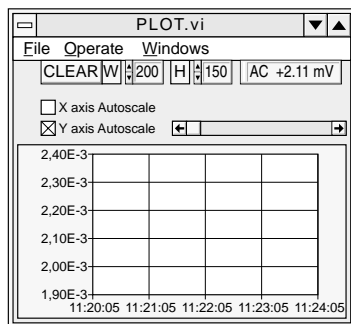 PLOT.vi
File Operate Windows
CLEAR W 200 H 150 AC +2.11 mV
X axis Autoscale
Y axis Autoscale
2,40E-3
2,30E-3
2,20E-3
2,10E-3
2,00E-3
1,90E-3
11:20:05 11:21:05 11:22:05 11:23:05 11:24:05